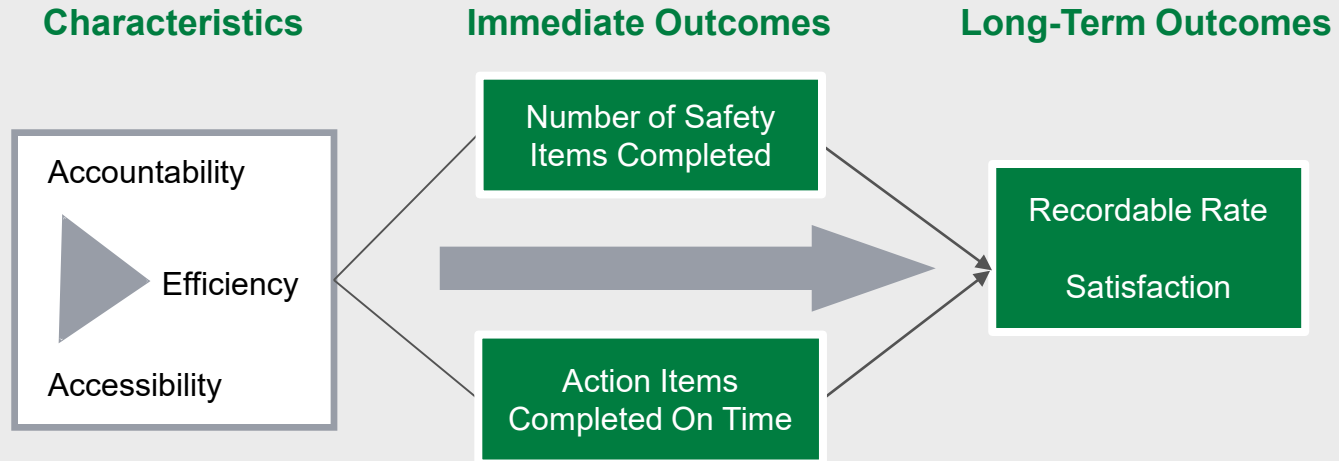 Characteristics
Immediate Outcomes
Long-Term Outcomes
Accountability
Efficiency
Accessibility
Number of Safety
Items Completed
Action Items
Completed On Time
Recordable Rate
Satisfaction